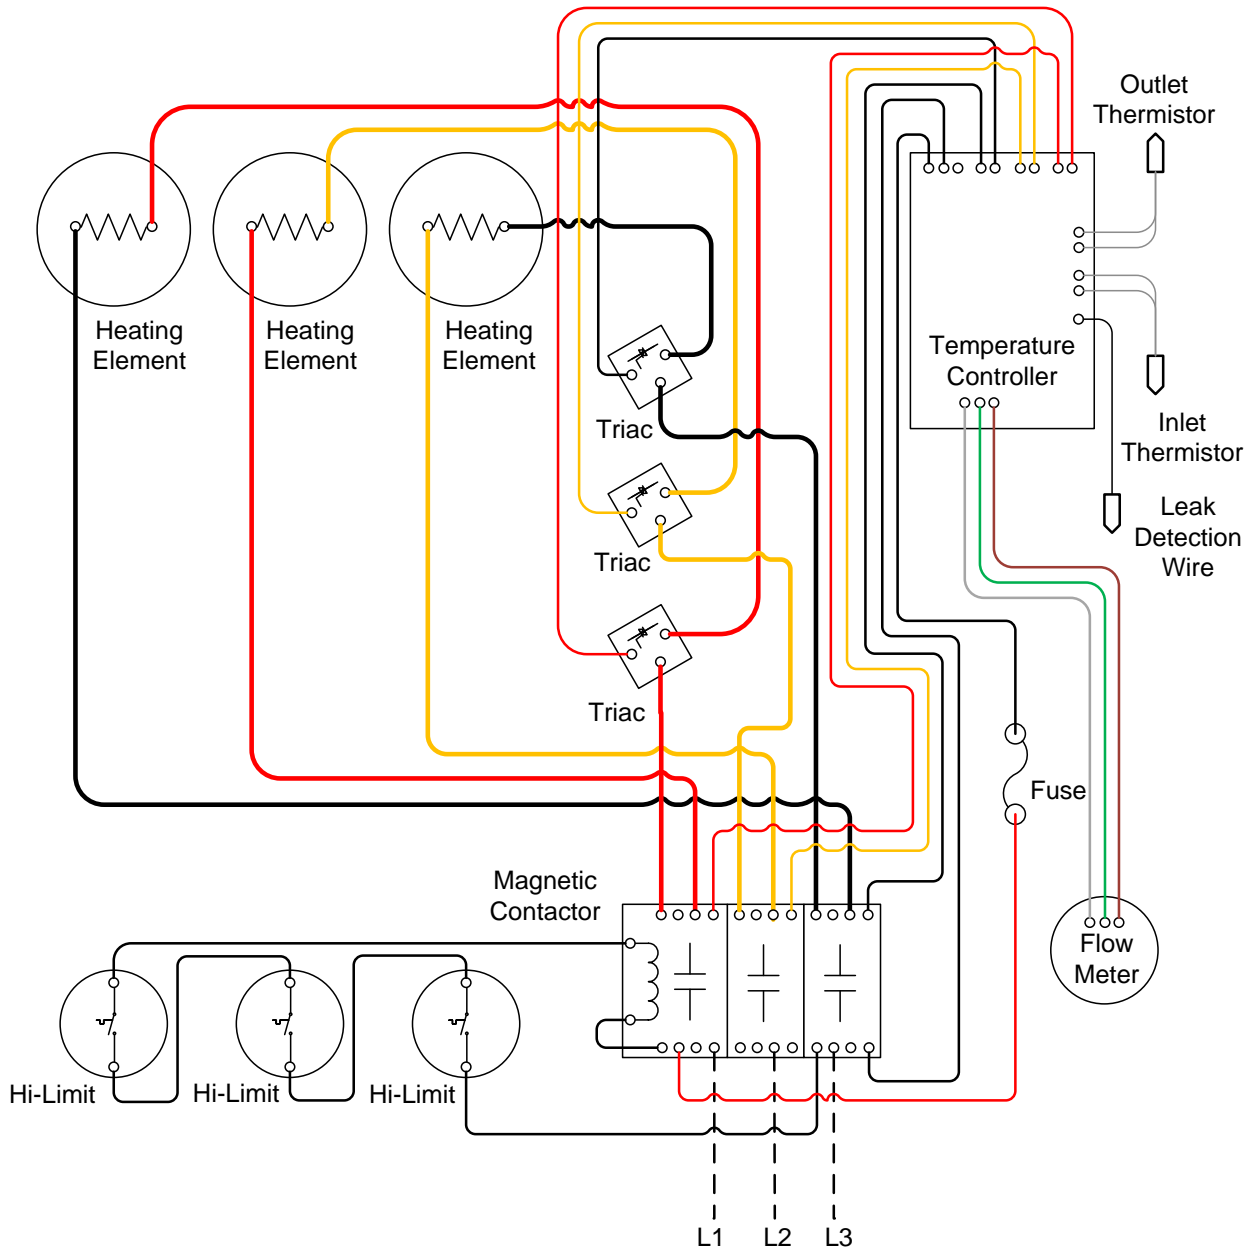 Outlet
Thermistor
Heating
Element
Heating
Element
Heating
Element
Temperature
Controller
Triac
Inlet
Thermistor
Leak
Detection
Wire
Triac
Triac
Fuse
Magnetic
Contactor
Flow
Meter
Hi-Limit
Hi-Limit
Hi-Limit
L1
L2
L3